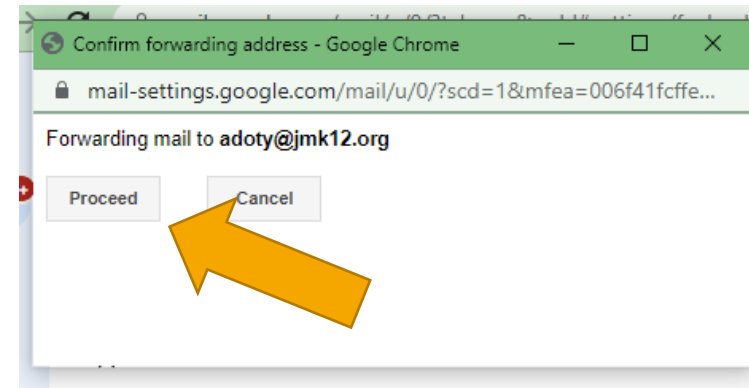 Confirm forwarding address - Google Chrome
mail-settings.google.com/mail/u/0/?scd=1&mfea=006f41fcffe...
Forwarding mail to adoty@jmk12.org
Proceed Cancel